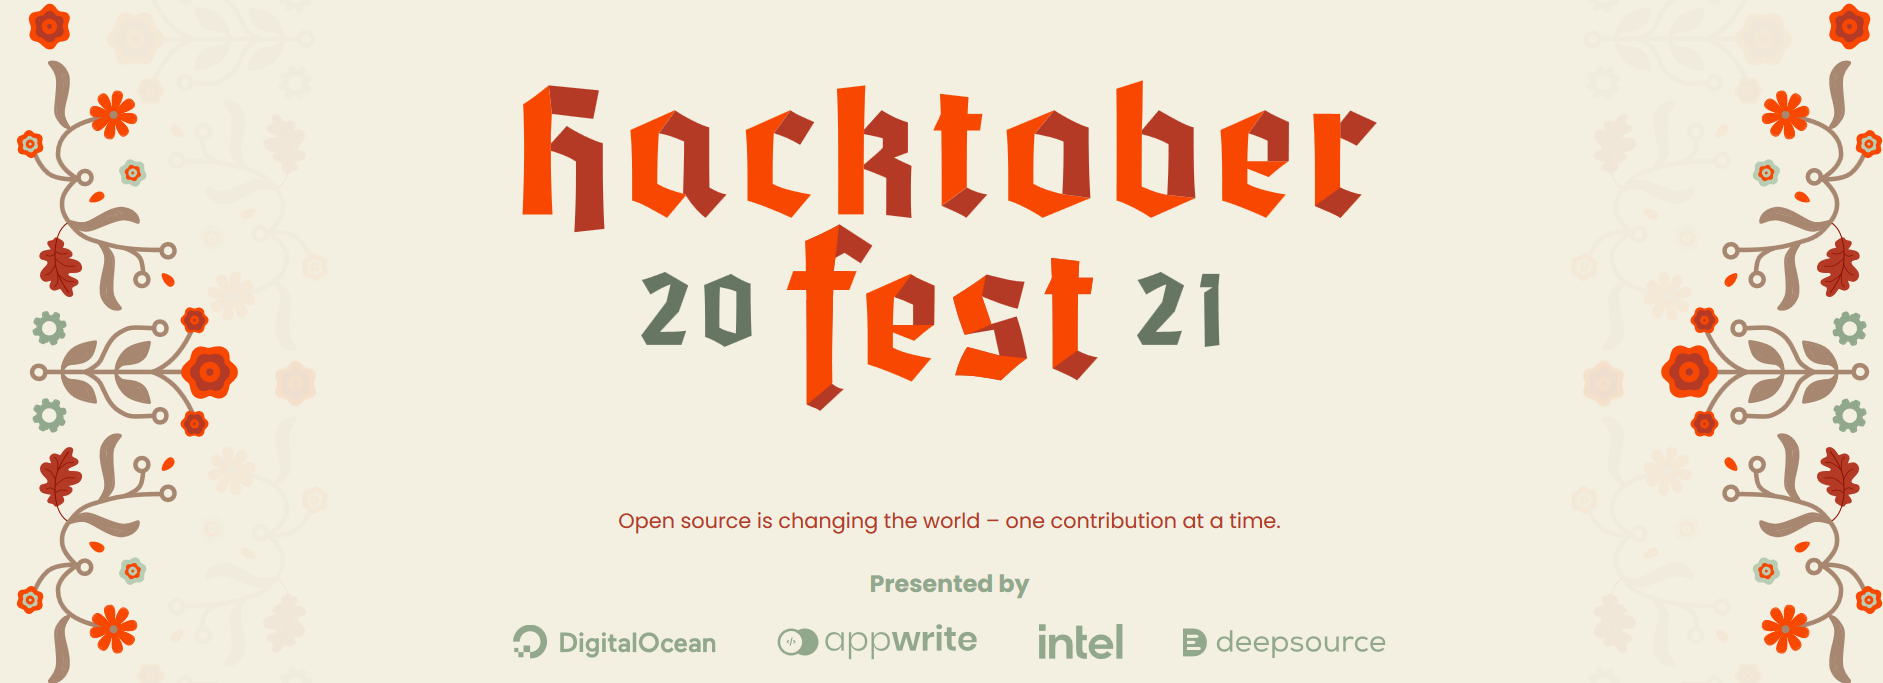 hacktober
20 fest 21
Open source is changing the world – one contribution at a time.
Presented by
DigitalOcean appwrite intel deepsource